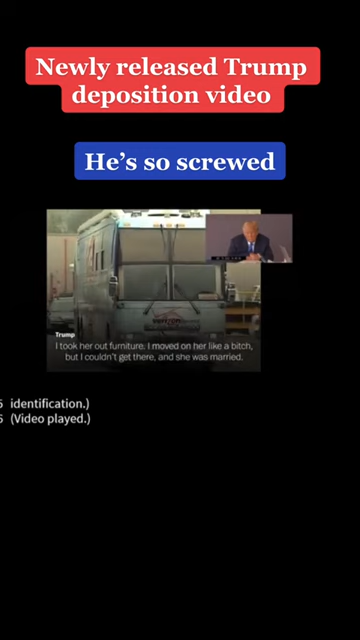 Newly released Trump
deposition video
He's so screwed
Trump
I took her out furniture. I moved on her like a bitch,
but I couldn't get there, and she was married.
identification.)
(Video played.)